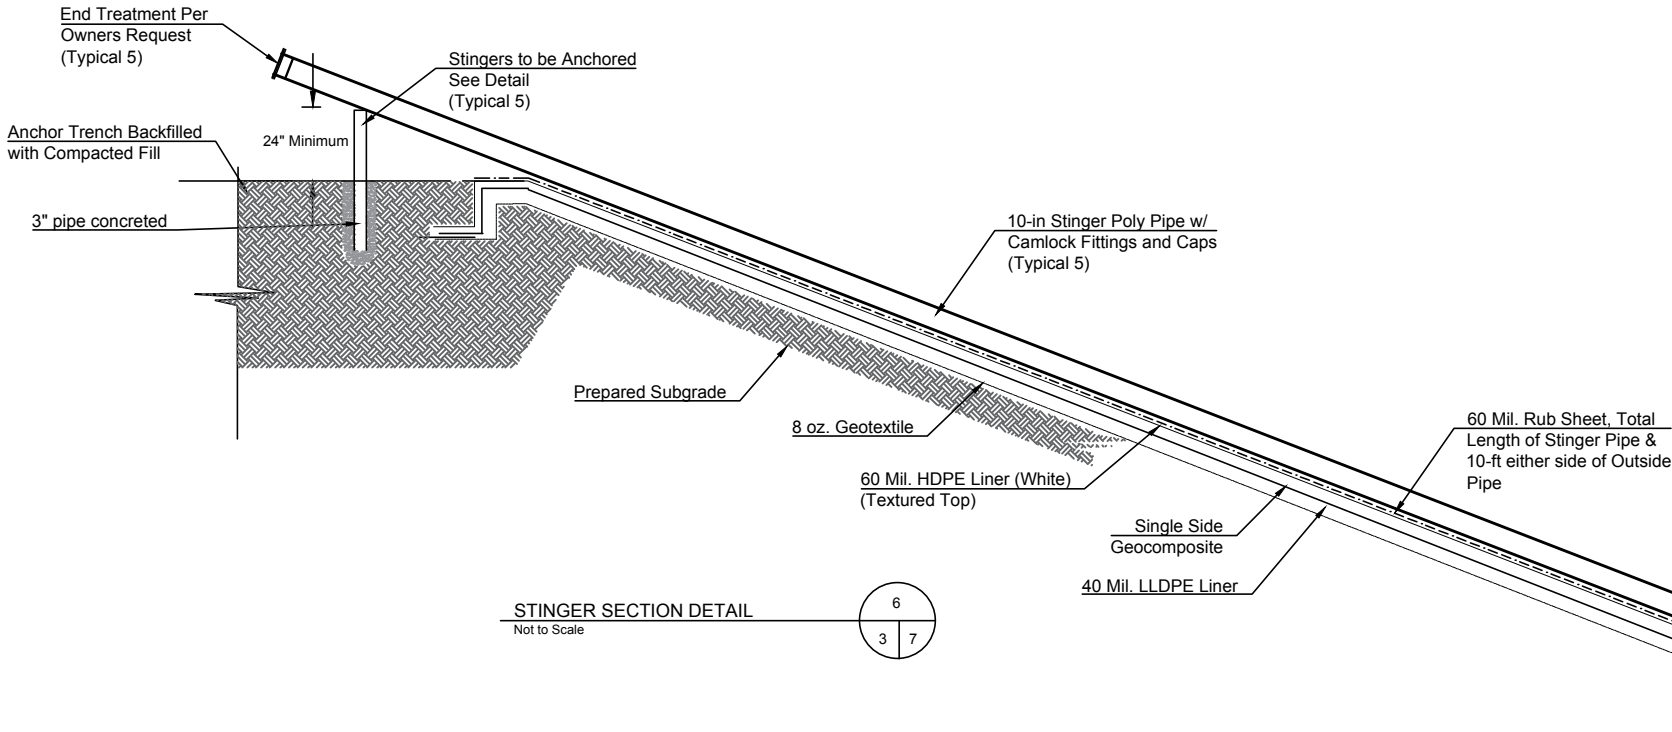 End Treatment Per
Owners Request
(Typical 5)
Stingers to be Anchored
See Detail
(Typical 5)
Anchor Trench Backfilled
with Compacted Fill
24" Minimum
3" pipe concreted
10-in Stinger Poly Pipe w/
Camlock Fittings and Caps
(Typical 5)
Prepared Subgrade
8 oz. Geotextile
60 Mil. HDPE Liner (White)
(Textured Top)
60 Mil. Rub Sheet, Total
Length of Stinger Pipe &
10-ft either side of Outside
Pipe
Single Side
Geocomposite
40 Mil. LLDPE Liner
STINGER SECTION DETAIL
Not to Scale
6
3 7